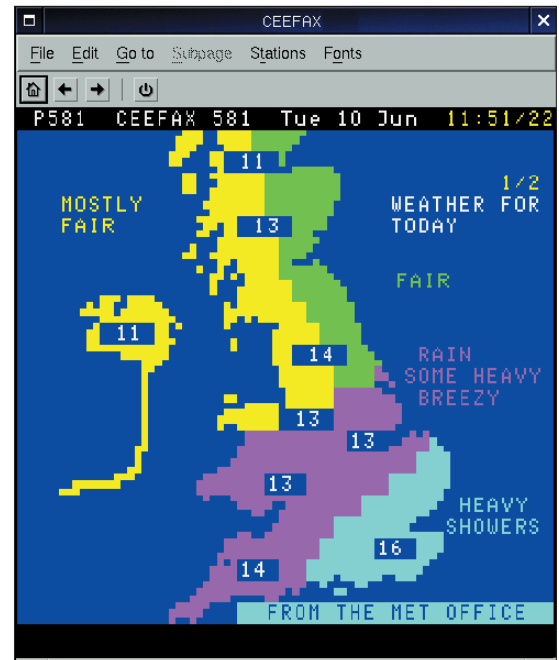 CEEFAX
File Edit Go to Subpage Stations Fonts
P581 CEEFAX 581 Tue 10 Jun 11:51/22
11
1/2
MOSTLY
FAIR
WEATHER FOR
TODAY
13
FAIR
11
14
RAIN
SOME HEAVY
BREEZY
13
13
13
HEAVY
SHOWERS
16
14
FROM THE MET OFFICE